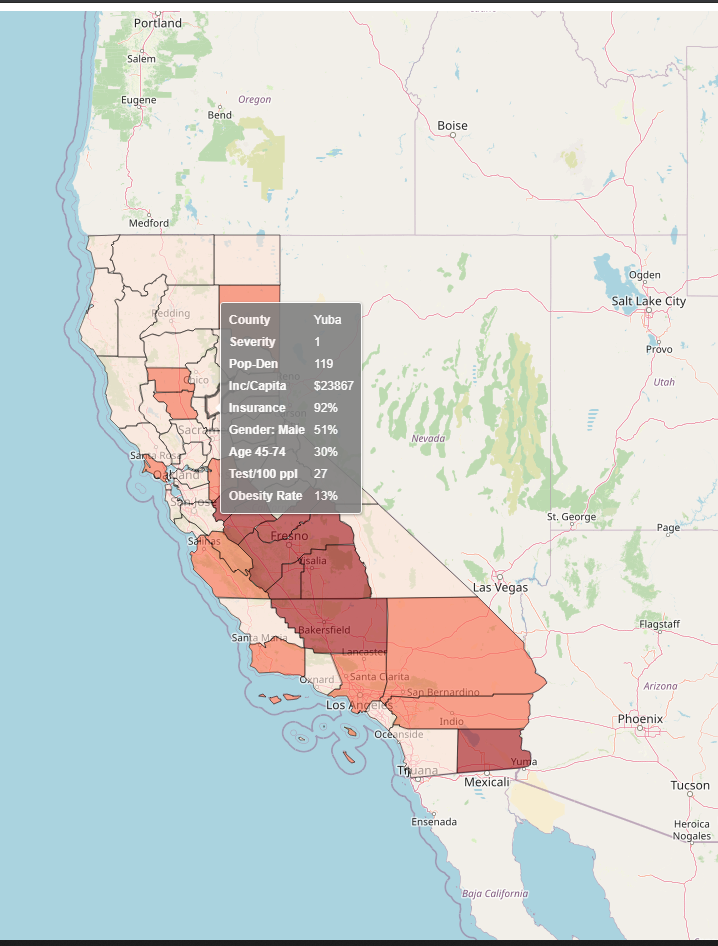 Portland
Salem
Eugene
Oregon
Bend
Boise
Medford
Ogden
Salt Lake City
Redding
Provo
Utah
County Yuba
Severity 1
Pop-Den 119
Inc/Capita $23867
Insurance 92%
Gender: Male 51%
Age 45-74 30%
Test/100 ppl 27
Obesity Rate 13%
Chico
Sacram
Nevada
Santa Rosa
Oakland
San Jose
St. George
Page
Salinas
Fresno
isalia
Las Vegas
Bakersfield
Flagstaff
Santa Maria
Lancaster
Santa Clarita
Oxnard
San Bernardino
Arizona
Los Angeles
Indio
Phoenix
Oceanside
Yuma
Tijuana
Mexicali
Tucson
Ensenada
Heroica
Nogales
Baja California